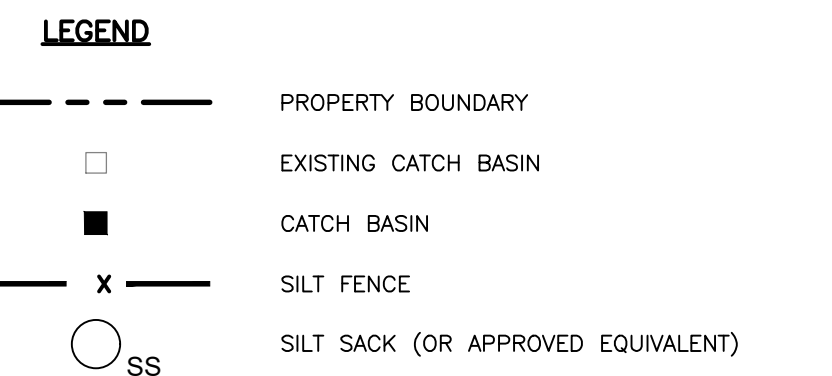 LEGEND
PROPERTY BOUNDARY
EXISTING CATCH BASIN
CATCH BASIN
X SILT FENCE
SILT SACK (OR APPROVED EQUIVALENT)
SS